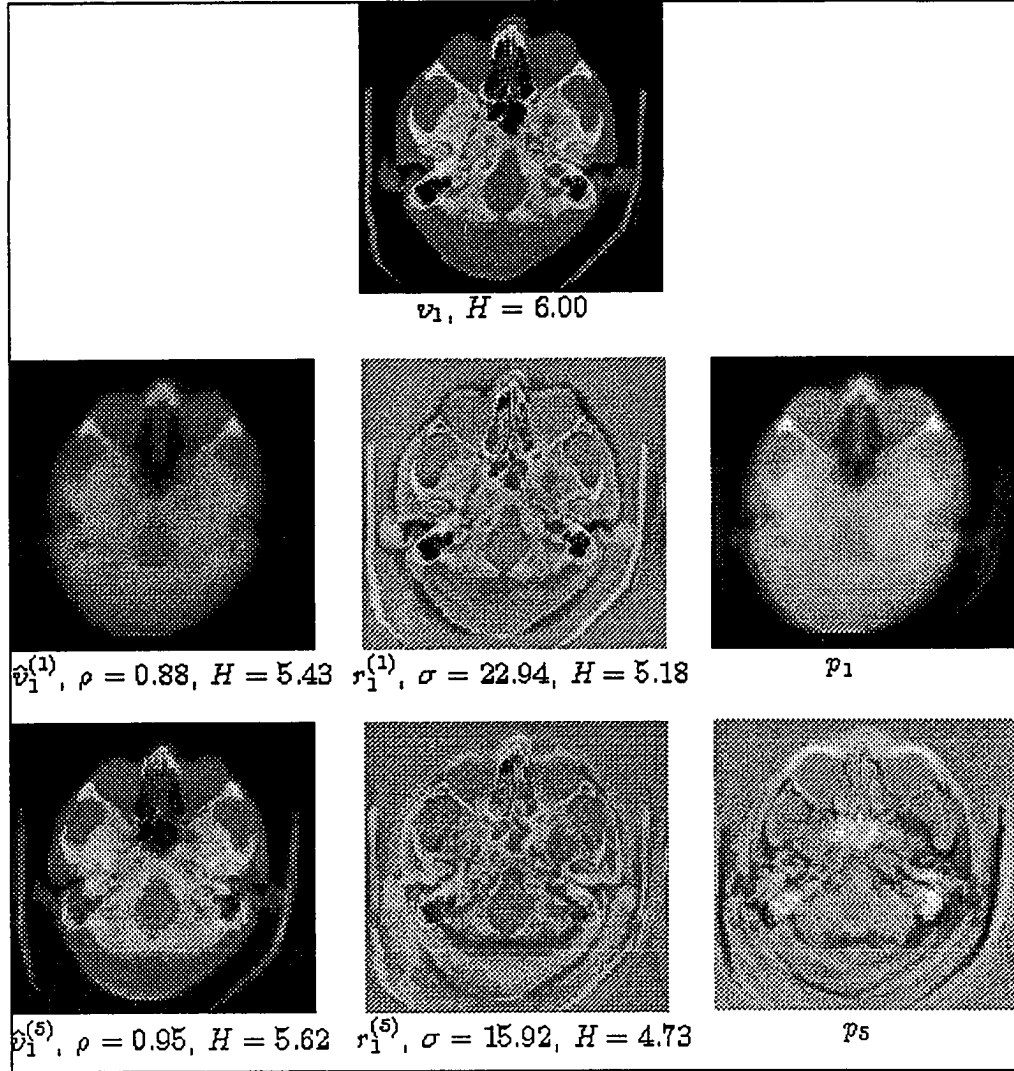 v₁, H = 6.00
v̂₁⁽¹⁾, ρ = 0.88, H = 5.43
r₁⁽¹⁾, σ = 22.94, H = 5.18
p₁
v̂₁⁽⁵⁾, ρ = 0.95, H = 5.62
r₁⁽⁵⁾, σ = 15.92, H = 4.73
p₅